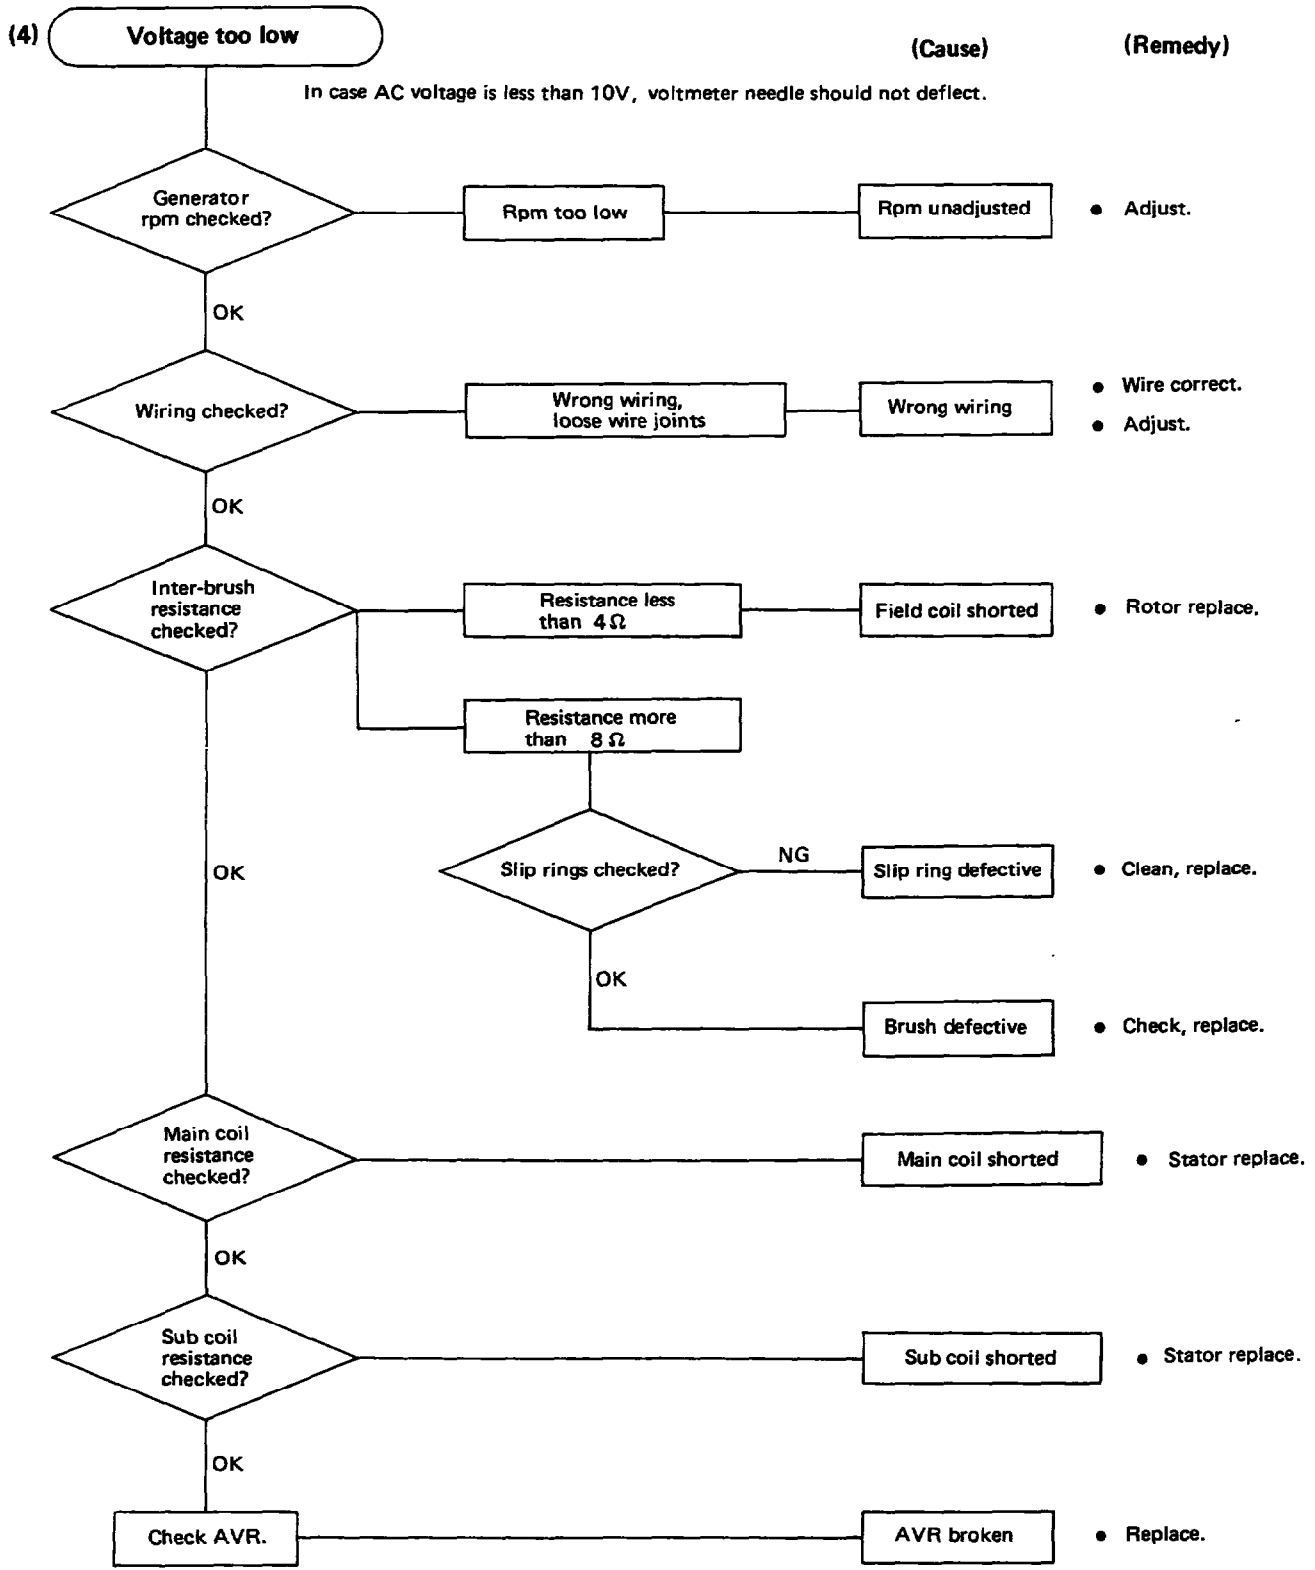 (4) Voltage too low
(Cause)
(Remedy)
In case AC voltage is less than 10V, voltmeter needle should not deflect.
Generator
rpm checked?
Rpm too low
Rpm unadjusted
• Adjust.
OK
Wiring checked?
Wrong wiring,
loose wire joints
Wrong wiring
• Wire correct.
• Adjust.
OK
Inter-brush
resistance
checked?
Resistance less
than 4Ω
Field coil shorted
• Rotor replace.
Resistance more
than 8Ω
OK
Slip rings checked?
NG
Slip ring defective
• Clean, replace.
OK
Brush defective
• Check, replace.
Main coil
resistance
checked?
Main coil shorted
• Stator replace.
OK
Sub coil
resistance
checked?
Sub coil shorted
• Stator replace.
OK
Check AVR.
AVR broken
• Replace.